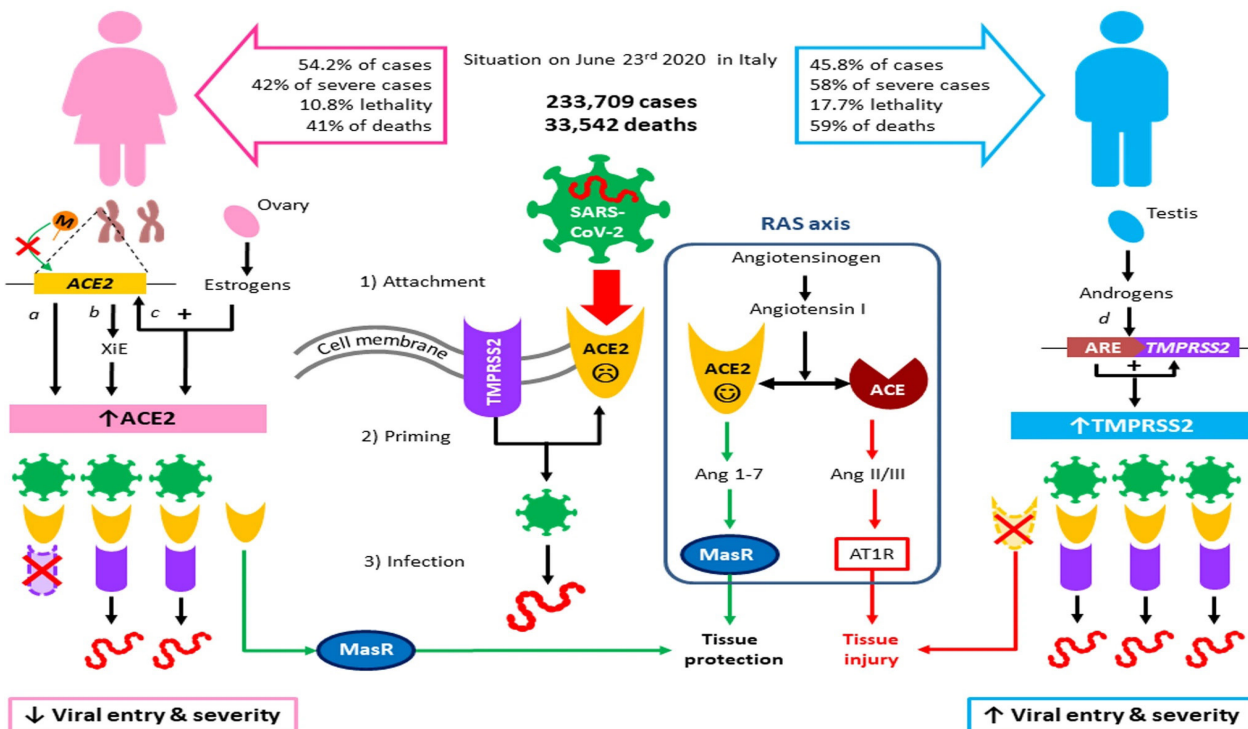 54.2% of cases
42% of severe cases
10.8% lethality
41% of deaths
Situation on June 23rd 2020 in Italy
233,709 cases
33,542 deaths
45.8% of cases
58% of severe cases
17.7% lethality
59% of deaths
M
ACE2
a
b
c
+
XiE
Ovary
Estrogens
↑ACE2
SARS-
CoV-2
1) Attachment
Cell membrane
TMPRSS2
ACE2
2) Priming
3) Infection
RAS axis
Angiotensinogen
Angiotensin I
ACE2
ACE
Ang 1-7
Ang II/III
MasR
AT1R
Testis
Androgens
d
ARE
TMPRSS2
+
↑TMPRSS2
MasR
Tissue
protection
Tissue
injury
↓ Viral entry & severity
↑ Viral entry & severity